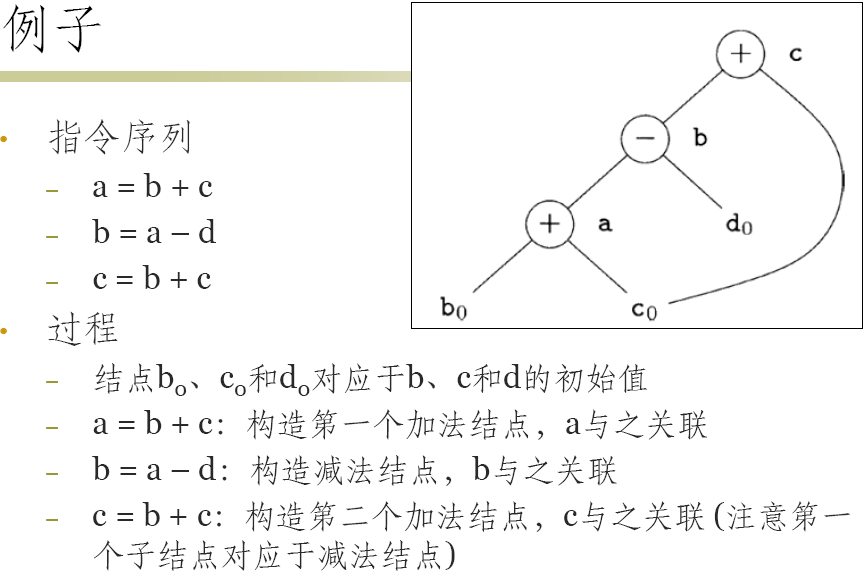 例子
• 指令序列
– a = b + c
– b = a – d
– c = b + c
• 过程
– 结点b₀、c₀和d₀对应于b、c和d的初始值
– a = b + c：构造第一个加法结点，a与之关联
– b = a – d：构造减法结点，b与之关联
– c = b + c：构造第二个加法结点，c与之关联 (注意第一
个子结点对应于减法结点)
+ c
− b
+ a
d₀
b₀
c₀